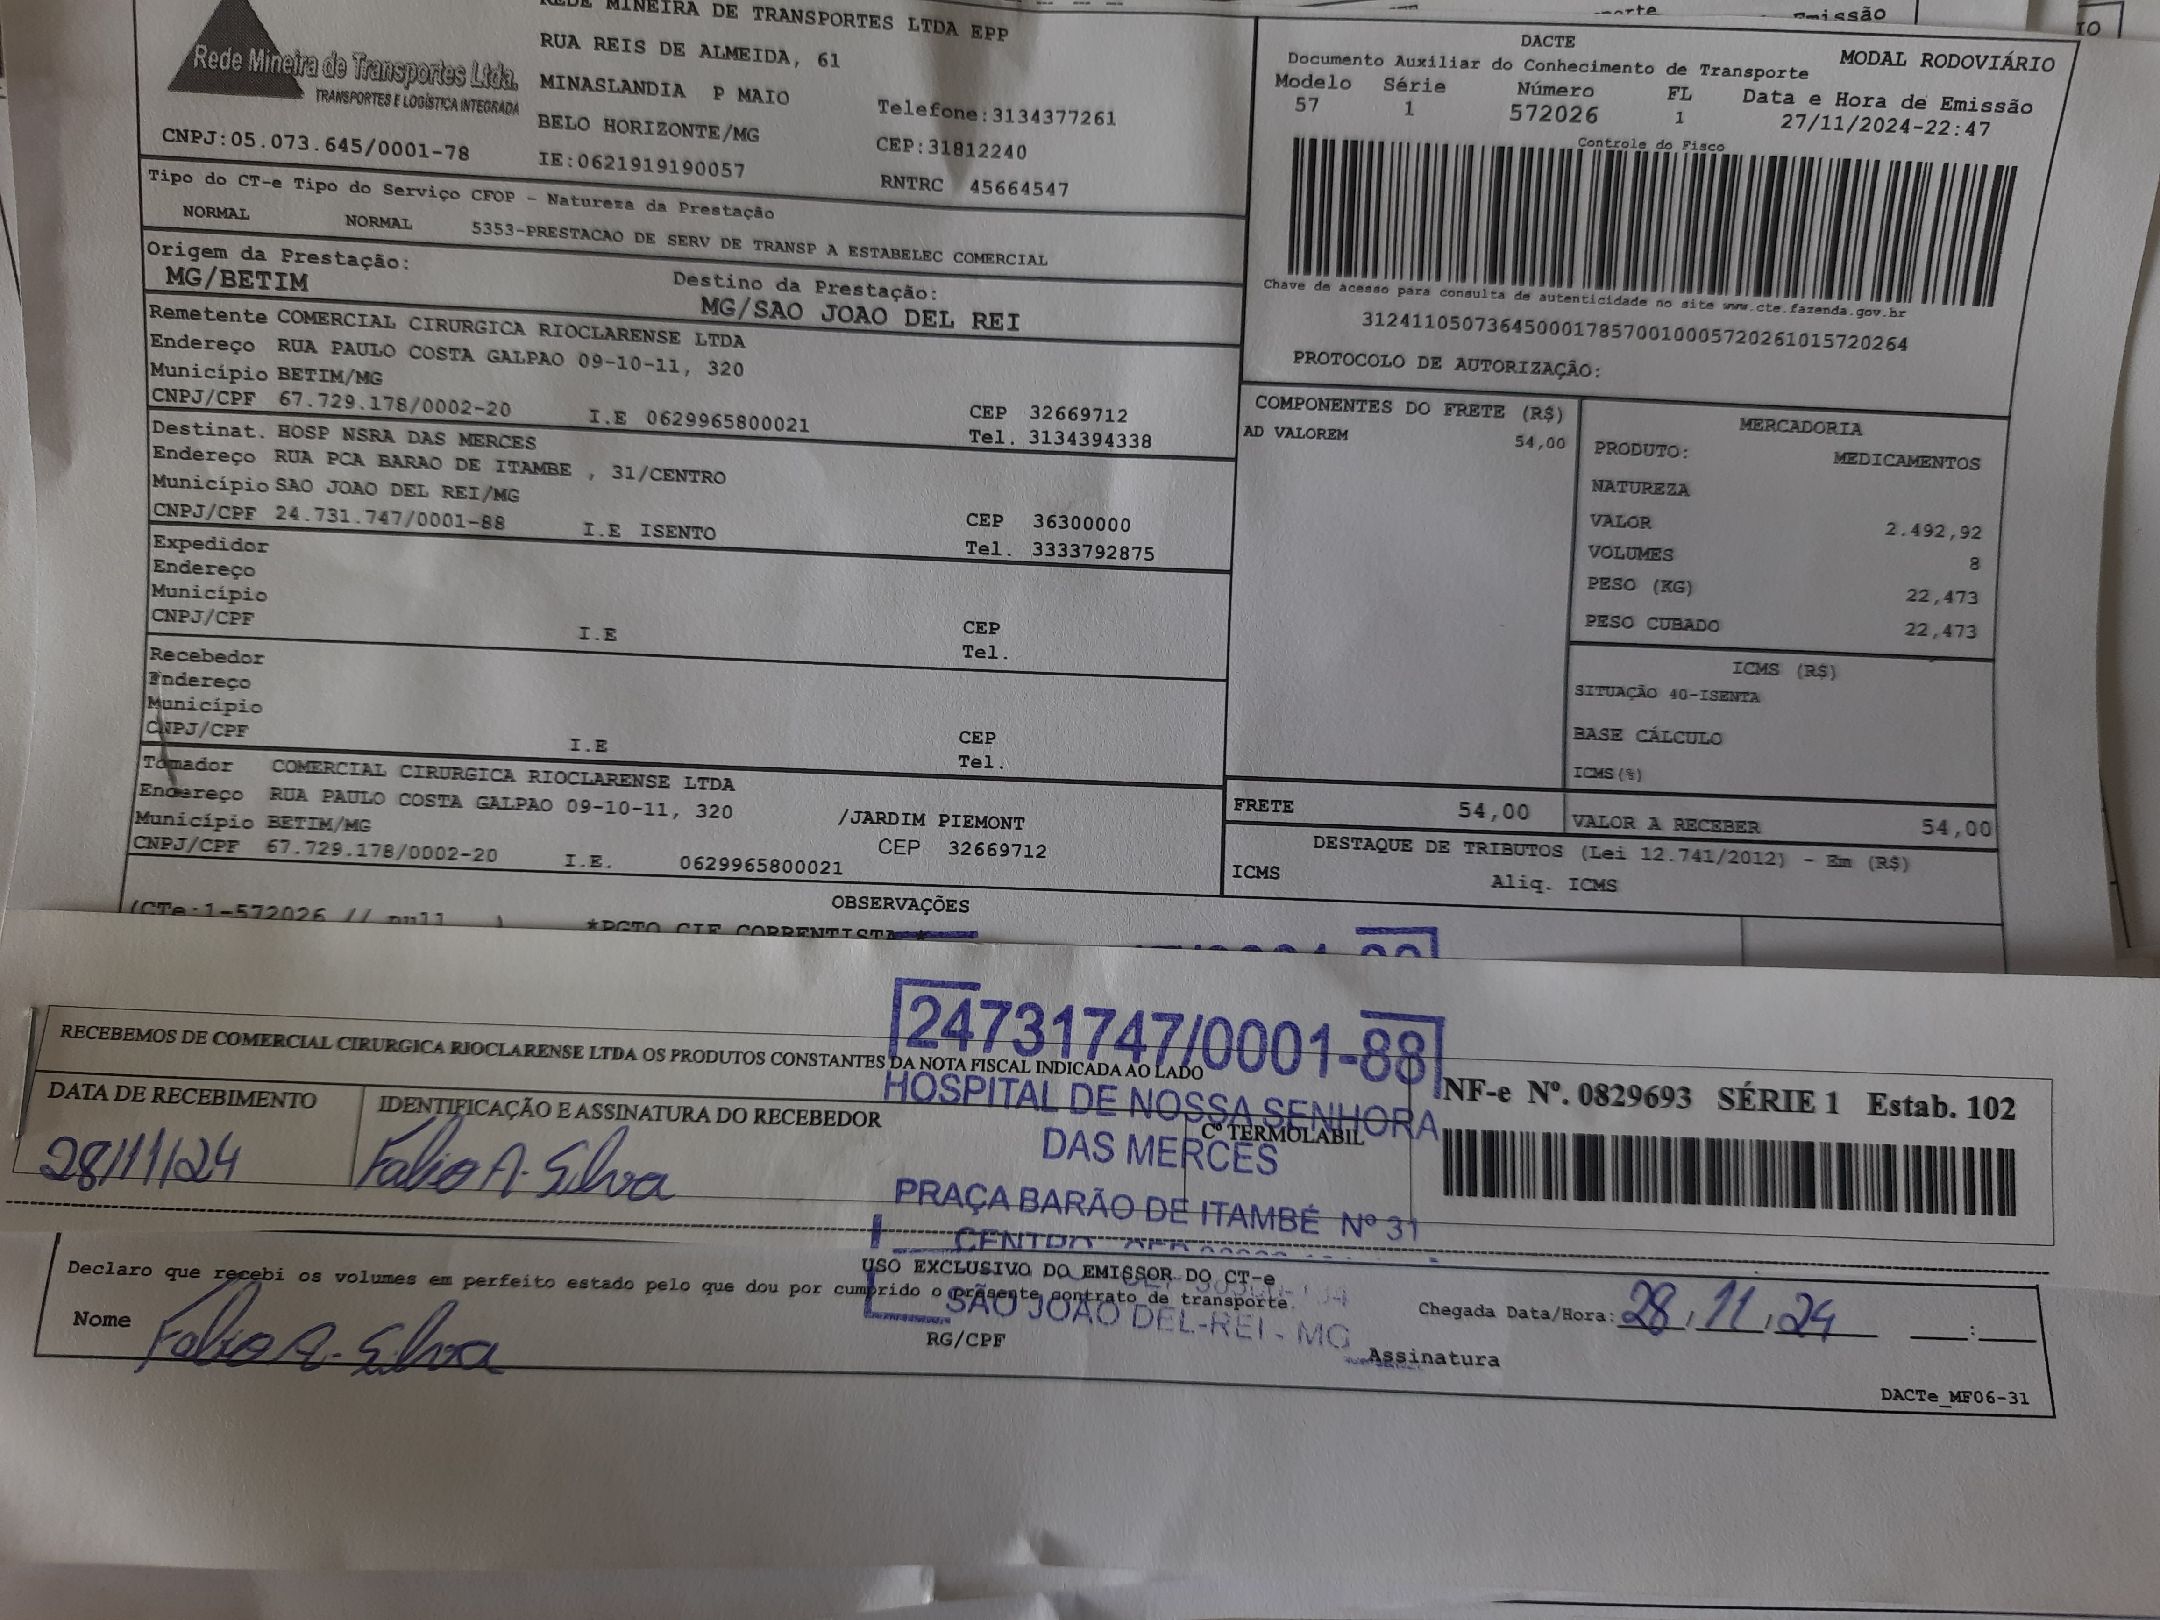 REDE MINEIRA DE TRANSPORTES LTDA EPP
RUA REIS DE ALMEIDA, 61
MINASLANDIA P MAIO
Telefone:3134377261
BELO HORIZONTE/MG
CEP:31812240
IE:0621919190057
RNTRC 45664547
Rede Mineira de Transportes Ltda.
TRANSPORTES E LOGÍSTICA INTEGRADA
CNPJ:05.073.645/0001-78
DACTE
MODAL RODOVIÁRIO
Documento Auxiliar do Conhecimento de Transporte
Modelo Série Número FL Data e Hora de Emissão
57 1 572026 1 27/11/2024-22:47
Controle do Fisco
Chave de acesso para consulta de autenticidade no site www.cte.fazenda.gov.br
31241105073645000178570010005720261015720264
PROTOCOLO DE AUTORIZAÇÃO:
Tipo do CT-e Tipo do Serviço CFOP - Natureza da Prestação
NORMAL NORMAL 5353-PRESTACAO DE SERV DE TRANSP A ESTABELEC COMERCIAL
Origem da Prestação: Destino da Prestação:
MG/BETIM MG/SAO JOAO DEL REI
Remetente COMERCIAL CIRURGICA RIOCLARENSE LTDA
Endereço RUA PAULO COSTA GALPAO 09-10-11, 320
Município BETIM/MG CEP 32669712
CNPJ/CPF 67.729.178/0002-20 I.E 0629965800021 Tel. 3134394338
Destinat. HOSP NSRA DAS MERCES
Endereço RUA PCA BARAO DE ITAMBE , 31/CENTRO
Município SAO JOAO DEL REI/MG CEP 36300000
CNPJ/CPF 24.731.747/0001-88 I.E ISENTO Tel. 3333792875
Expedidor
Endereço
Município CEP
CNPJ/CPF I.E Tel.
Recebedor
Endereço
Município CEP
CNPJ/CPF I.E Tel.
Tomador COMERCIAL CIRURGICA RIOCLARENSE LTDA
Endereço RUA PAULO COSTA GALPAO 09-10-11, 320 /JARDIM PIEMONT
Município BETIM/MG CEP 32669712
CNPJ/CPF 67.729.178/0002-20 I.E. 0629965800021
COMPONENTES DO FRETE (R$)
AD VALOREM 54,00
MERCADORIA
PRODUTO: MEDICAMENTOS
NATUREZA
VALOR 2.492,92
VOLUMES 8
PESO (KG) 22,473
PESO CUBADO 22,473
ICMS (R$)
SITUAÇÃO 40-ISENTA
BASE CÁLCULO
ICMS(%)
FRETE 54,00 VALOR A RECEBER 54,00
DESTAQUE DE TRIBUTOS (Lei 12.741/2012) - Em (R$)
ICMS Aliq. ICMS
OBSERVAÇÕES
(CTe:1-572026 // null ) *PGTO CIF CORRENTISTA *
24731747/0001-88
HOSPITAL DE NOSSA SENHORA
DAS MERCÊS
PRAÇA BARÃO DE ITAMBÉ Nº 31
CENTRO
SÃO JOÃO DEL-REI - MG
RECEBEMOS DE COMERCIAL CIRURGICA RIOCLARENSE LTDA OS PRODUTOS CONSTANTES DA NOTA FISCAL INDICADA AO LADO
DATA DE RECEBIMENTO IDENTIFICAÇÃO E ASSINATURA DO RECEBEDOR
Cº TERMOLABIL
28/11/24 Fabio A. Silva
NF-e Nº. 0829693 SÉRIE 1 Estab. 102
USO EXCLUSIVO DO EMISSOR DO CT-e
Declaro que recebi os volumes em perfeito estado pelo que dou por cumprido o presente contrato de transporte.
Chegada Data/Hora: 28/11/24 ____:____
Nome Fabio A. Silva RG/CPF Assinatura
DACTe_MF06-31